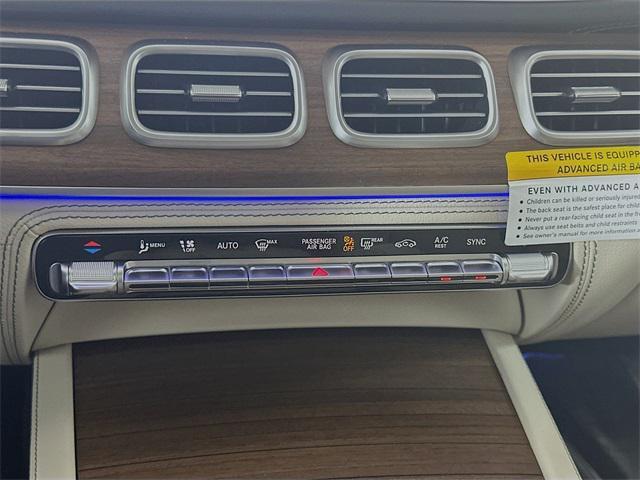 THIS VEHICLE IS EQUIPP
ADVANCED AIR BA
EVEN WITH ADVANCED A
• Children can be killed or seriously injured
• The back seat is the safest place for child
• Never put a rear-facing child seat in the fr
• Always use seat belts and child restraints
• See owner's manual for more information a
MENU
OFF
AUTO
MAX
PASSENGER
AIR BAG
OFF
REAR
A/C
REST
SYNC